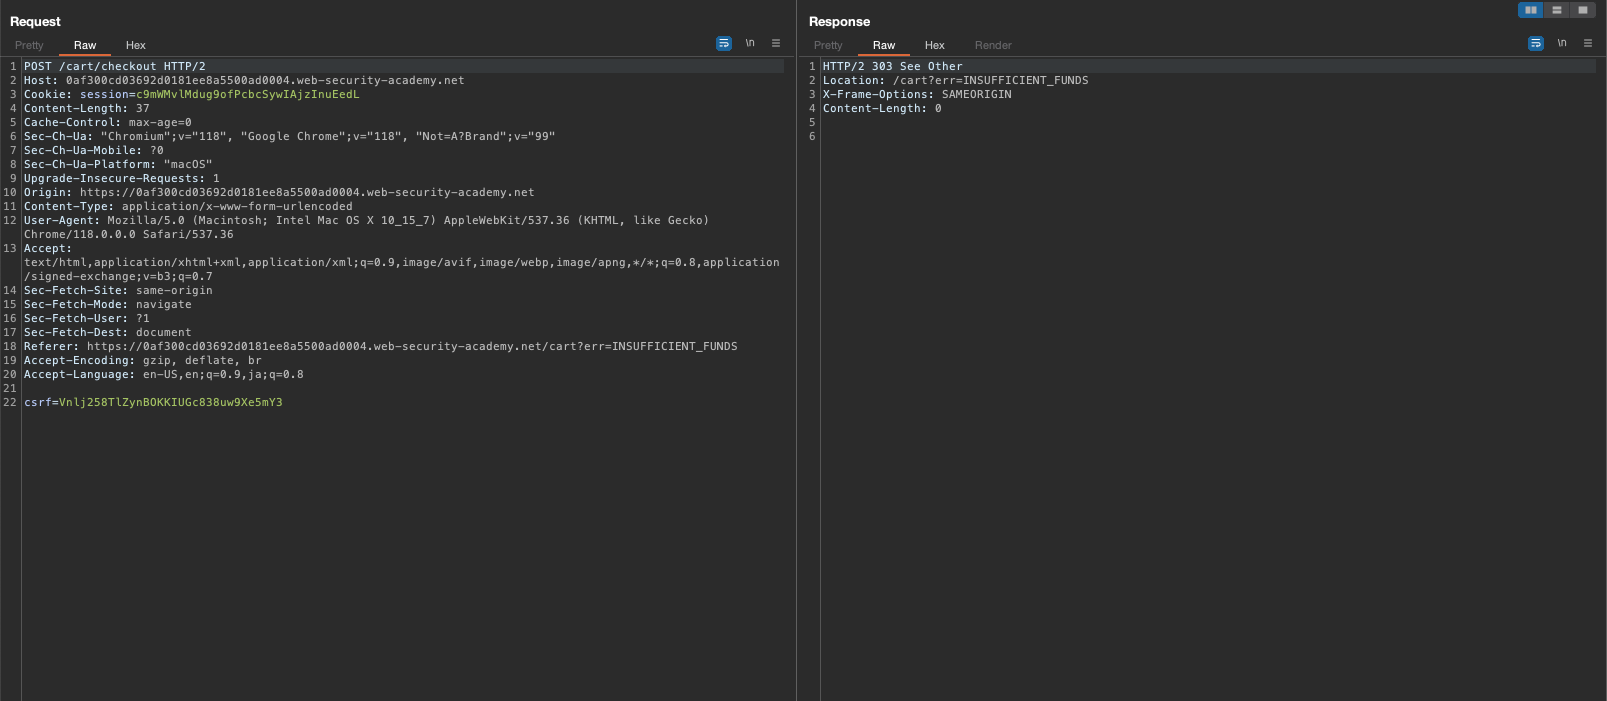 Request
Pretty Raw Hex
\n
1 POST /cart/checkout HTTP/2
2 Host: 0af300cd03692d0181ee8a5500ad0004.web-security-academy.net
3 Cookie: session=c9mWMvlMdug9ofPcbcSywIAjzInuEedL
4 Content-Length: 37
5 Cache-Control: max-age=0
6 Sec-Ch-Ua: "Chromium";v="118", "Google Chrome";v="118", "Not=A?Brand";v="99"
7 Sec-Ch-Ua-Mobile: ?0
8 Sec-Ch-Ua-Platform: "macOS"
9 Upgrade-Insecure-Requests: 1
10 Origin: https://0af300cd03692d0181ee8a5500ad0004.web-security-academy.net
11 Content-Type: application/x-www-form-urlencoded
12 User-Agent: Mozilla/5.0 (Macintosh; Intel Mac OS X 10_15_7) AppleWebKit/537.36 (KHTML, like Gecko)
Chrome/118.0.0.0 Safari/537.36
13 Accept:
text/html,application/xhtml+xml,application/xml;q=0.9,image/avif,image/webp,image/apng,*/*;q=0.8,application
/signed-exchange;v=b3;q=0.7
14 Sec-Fetch-Site: same-origin
15 Sec-Fetch-Mode: navigate
16 Sec-Fetch-User: ?1
17 Sec-Fetch-Dest: document
18 Referer: https://0af300cd03692d0181ee8a5500ad0004.web-security-academy.net/cart?err=INSUFFICIENT_FUNDS
19 Accept-Encoding: gzip, deflate, br
20 Accept-Language: en-US,en;q=0.9,ja;q=0.8
21
22 csrf=Vnlj258TlZynBOKKIUGc838uw9Xe5mY3
Response
Pretty Raw Hex Render
\n
1 HTTP/2 303 See Other
2 Location: /cart?err=INSUFFICIENT_FUNDS
3 X-Frame-Options: SAMEORIGIN
4 Content-Length: 0
5
6